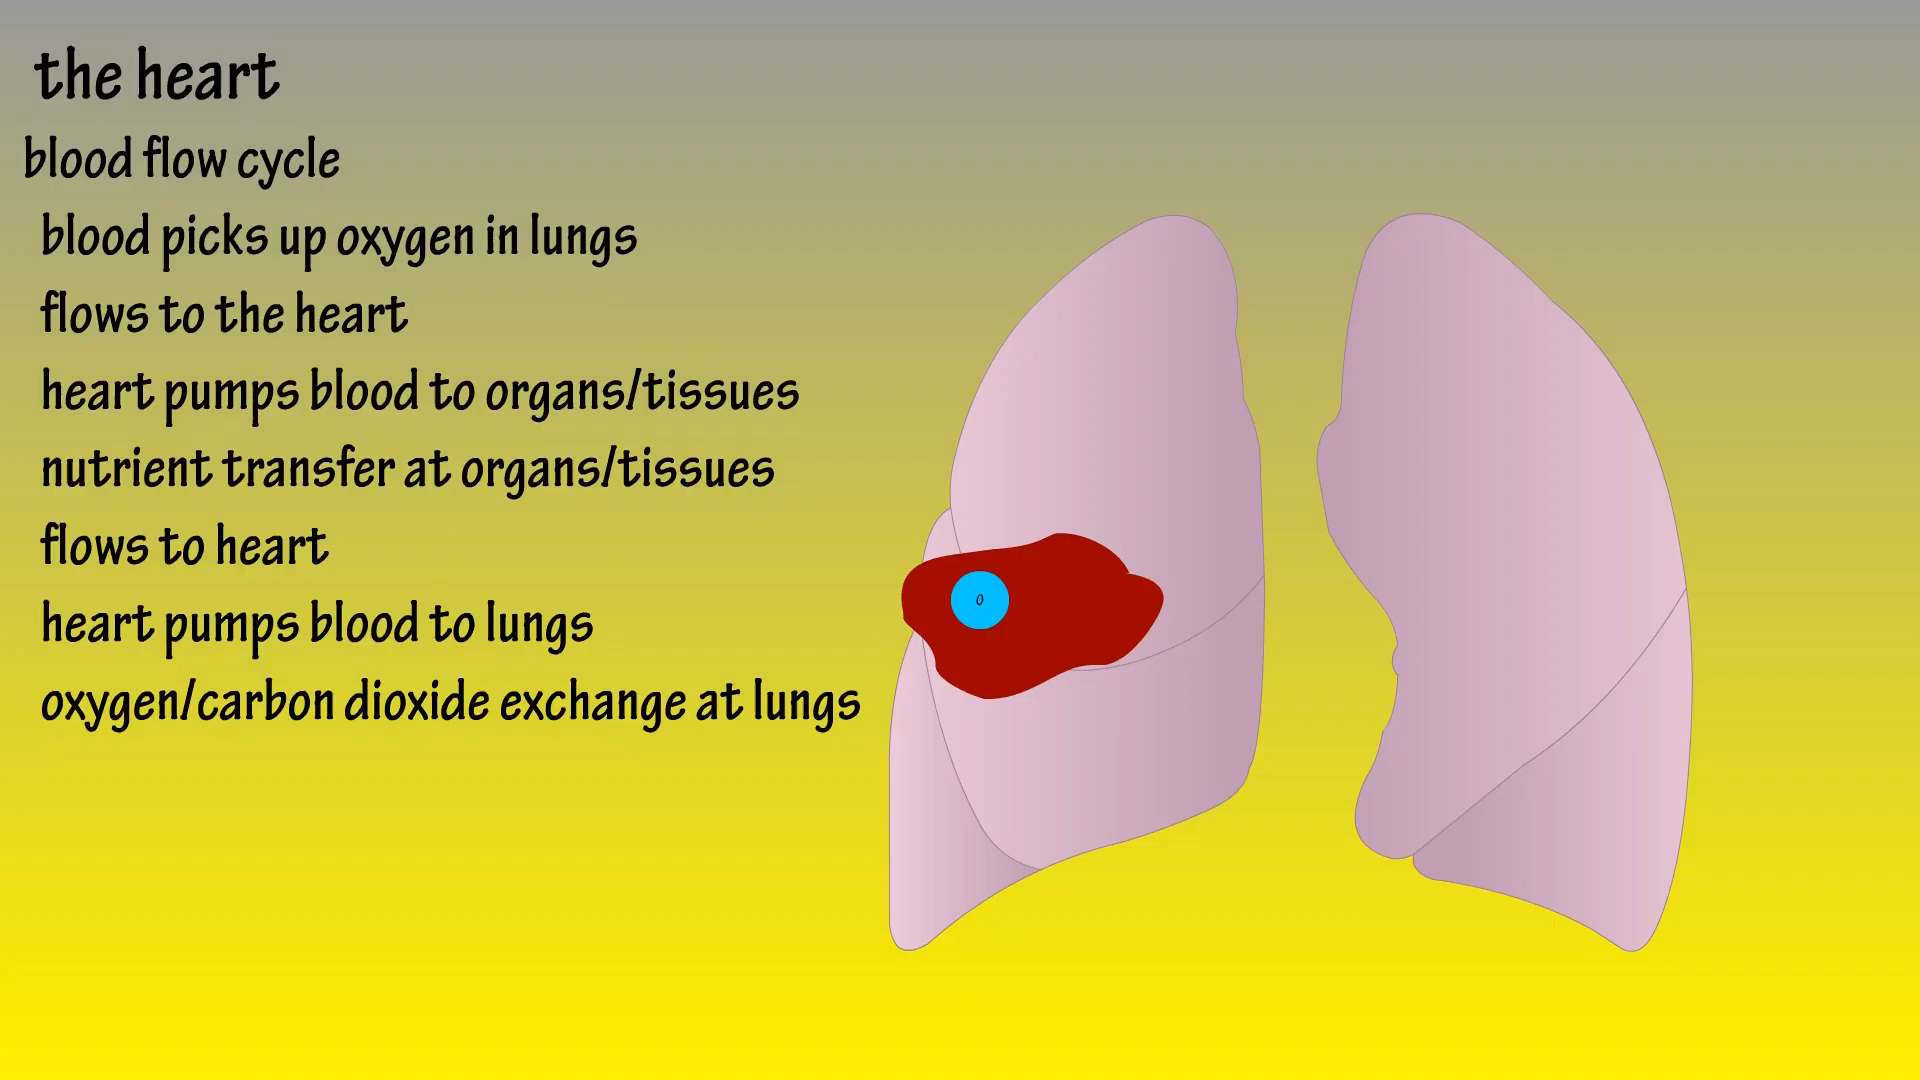 the heart
blood flow cycle
blood picks up oxygen in lungs
flows to the heart
heart pumps blood to organs/tissues
nutrient transfer at organs/tissues
flows to heart
heart pumps blood to lungs
oxygen/carbon dioxide exchange at lungs
o